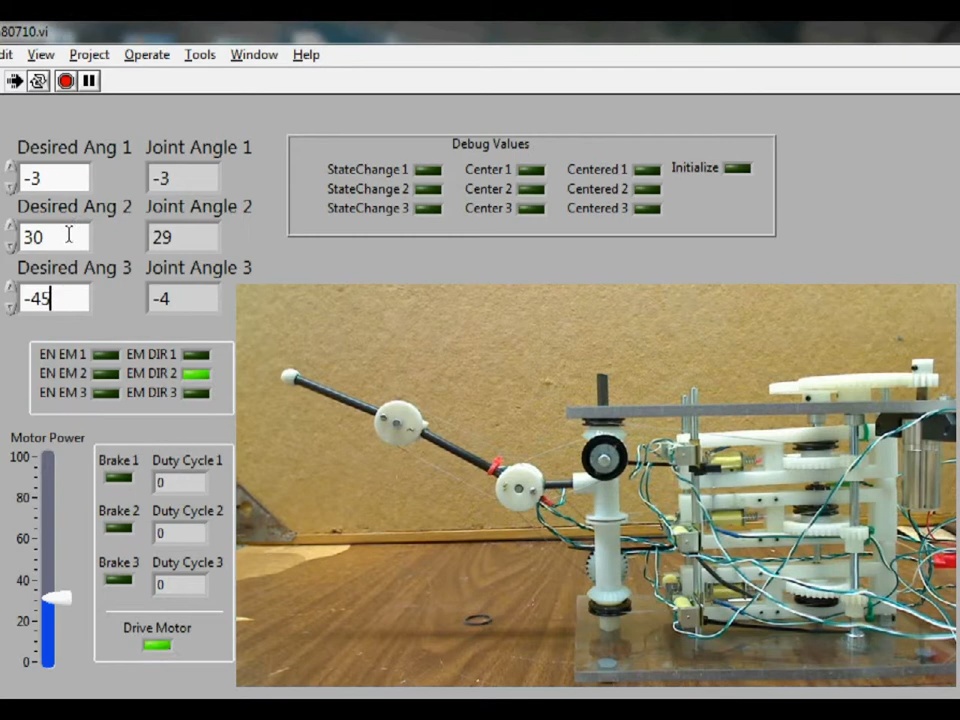 80710.vi
dit View Project Operate Tools Window Help
Desired Ang 1 Joint Angle 1
-3 -3
Desired Ang 2 Joint Angle 2
30 29
Desired Ang 3 Joint Angle 3
-45 -4
Debug Values
StateChange 1 Center 1 Centered 1 Initialize
StateChange 2 Center 2 Centered 2
StateChange 3 Center 3 Centered 3
EN EM 1 EM DIR 1
EN EM 2 EM DIR 2
EN EM 3 EM DIR 3
Motor Power
100
80
60
40
20
0
Brake 1 Duty Cycle 1
0
Brake 2 Duty Cycle 2
0
Brake 3 Duty Cycle 3
0
Drive Motor